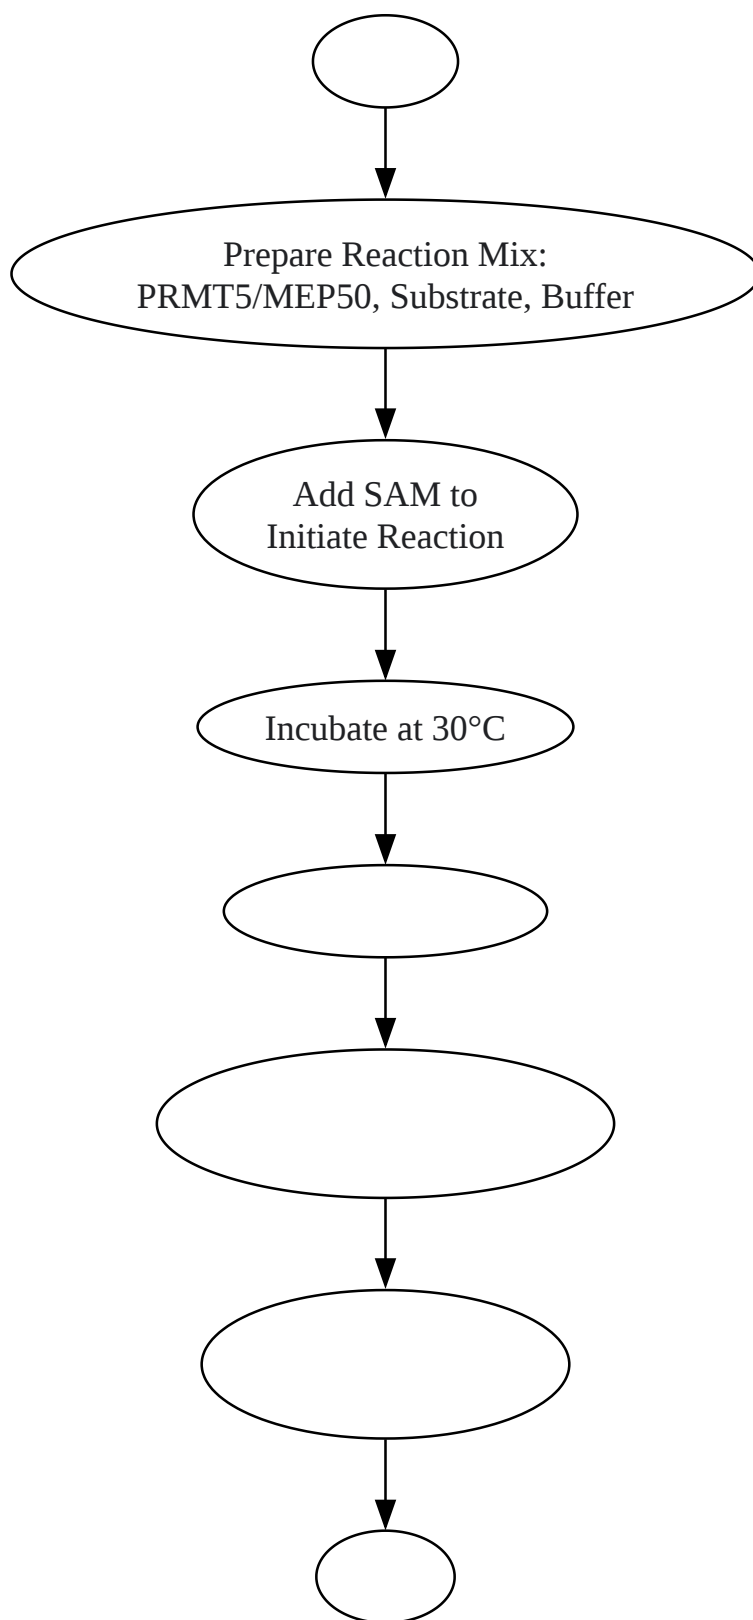 Prepare Reaction Mix:
PRMT5/MEP50, Substrate, Buffer
Add SAM to
Initiate Reaction
Incubate at 30°C